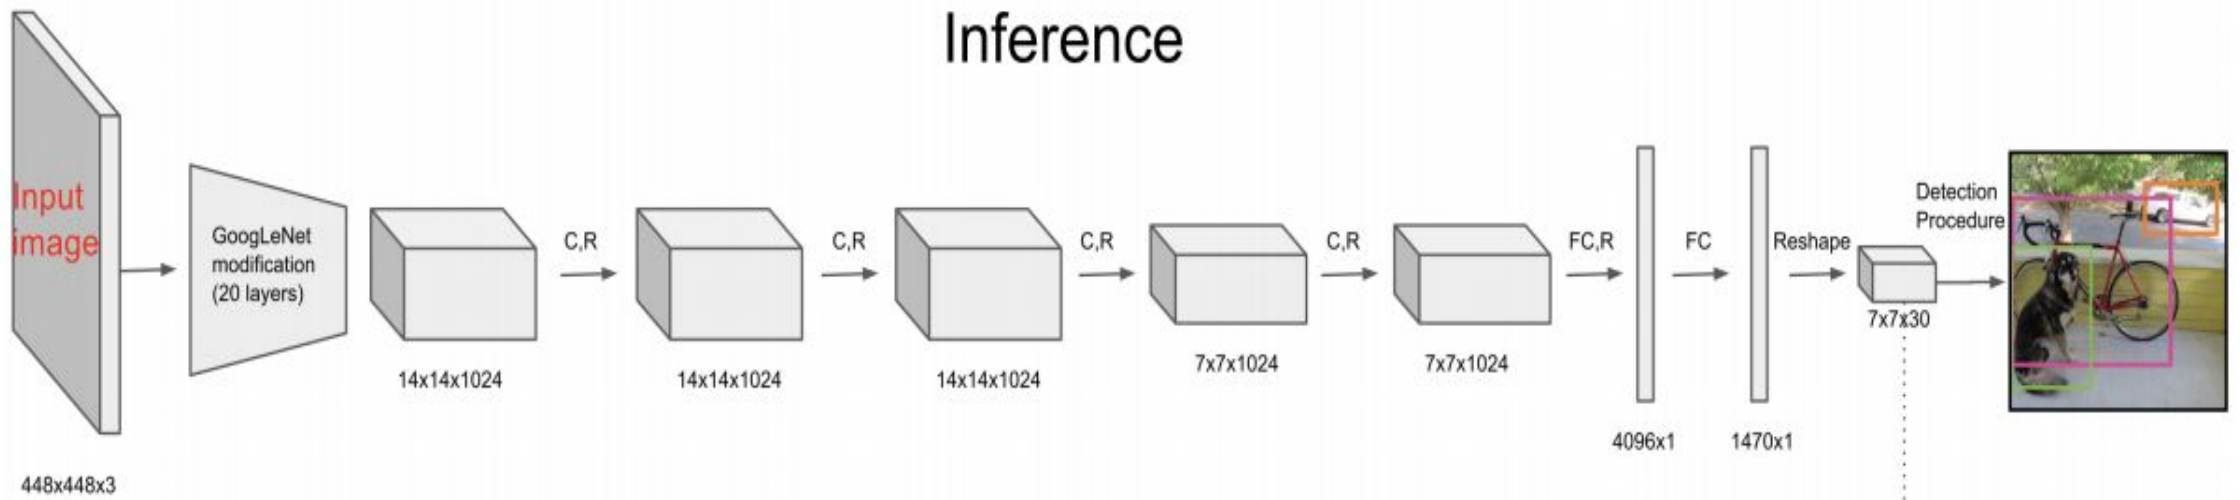 Inference
Input
image
448x448x3
GoogLeNet
modification
(20 layers)
14x14x1024
C,R
14x14x1024
C,R
14x14x1024
C,R
7x7x1024
C,R
7x7x1024
FC,R
4096x1
FC
1470x1
Reshape
7x7x30
Detection
Procedure